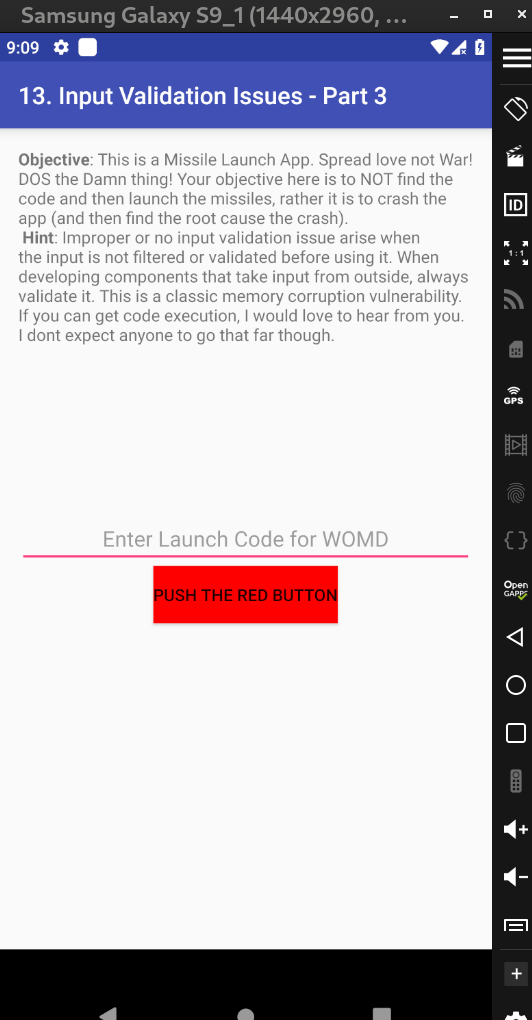 Samsung Galaxy S9_1 (1440x2960, ...
9:09
13. Input Validation Issues - Part 3
Objective: This is a Missile Launch App. Spread love not War!
DOS the Damn thing! Your objective here is to NOT find the
code and then launch the missiles, rather it is to crash the
app (and then find the root cause the crash).
Hint: Improper or no input validation issue arise when
the input is not filtered or validated before using it. When
developing components that take input from outside, always
validate it. This is a classic memory corruption vulnerability.
If you can get code execution, I would love to hear from you.
I dont expect anyone to go that far though.
Enter Launch Code for WOMD
PUSH THE RED BUTTON
ID
1:1
GPS
Open
GAPPS